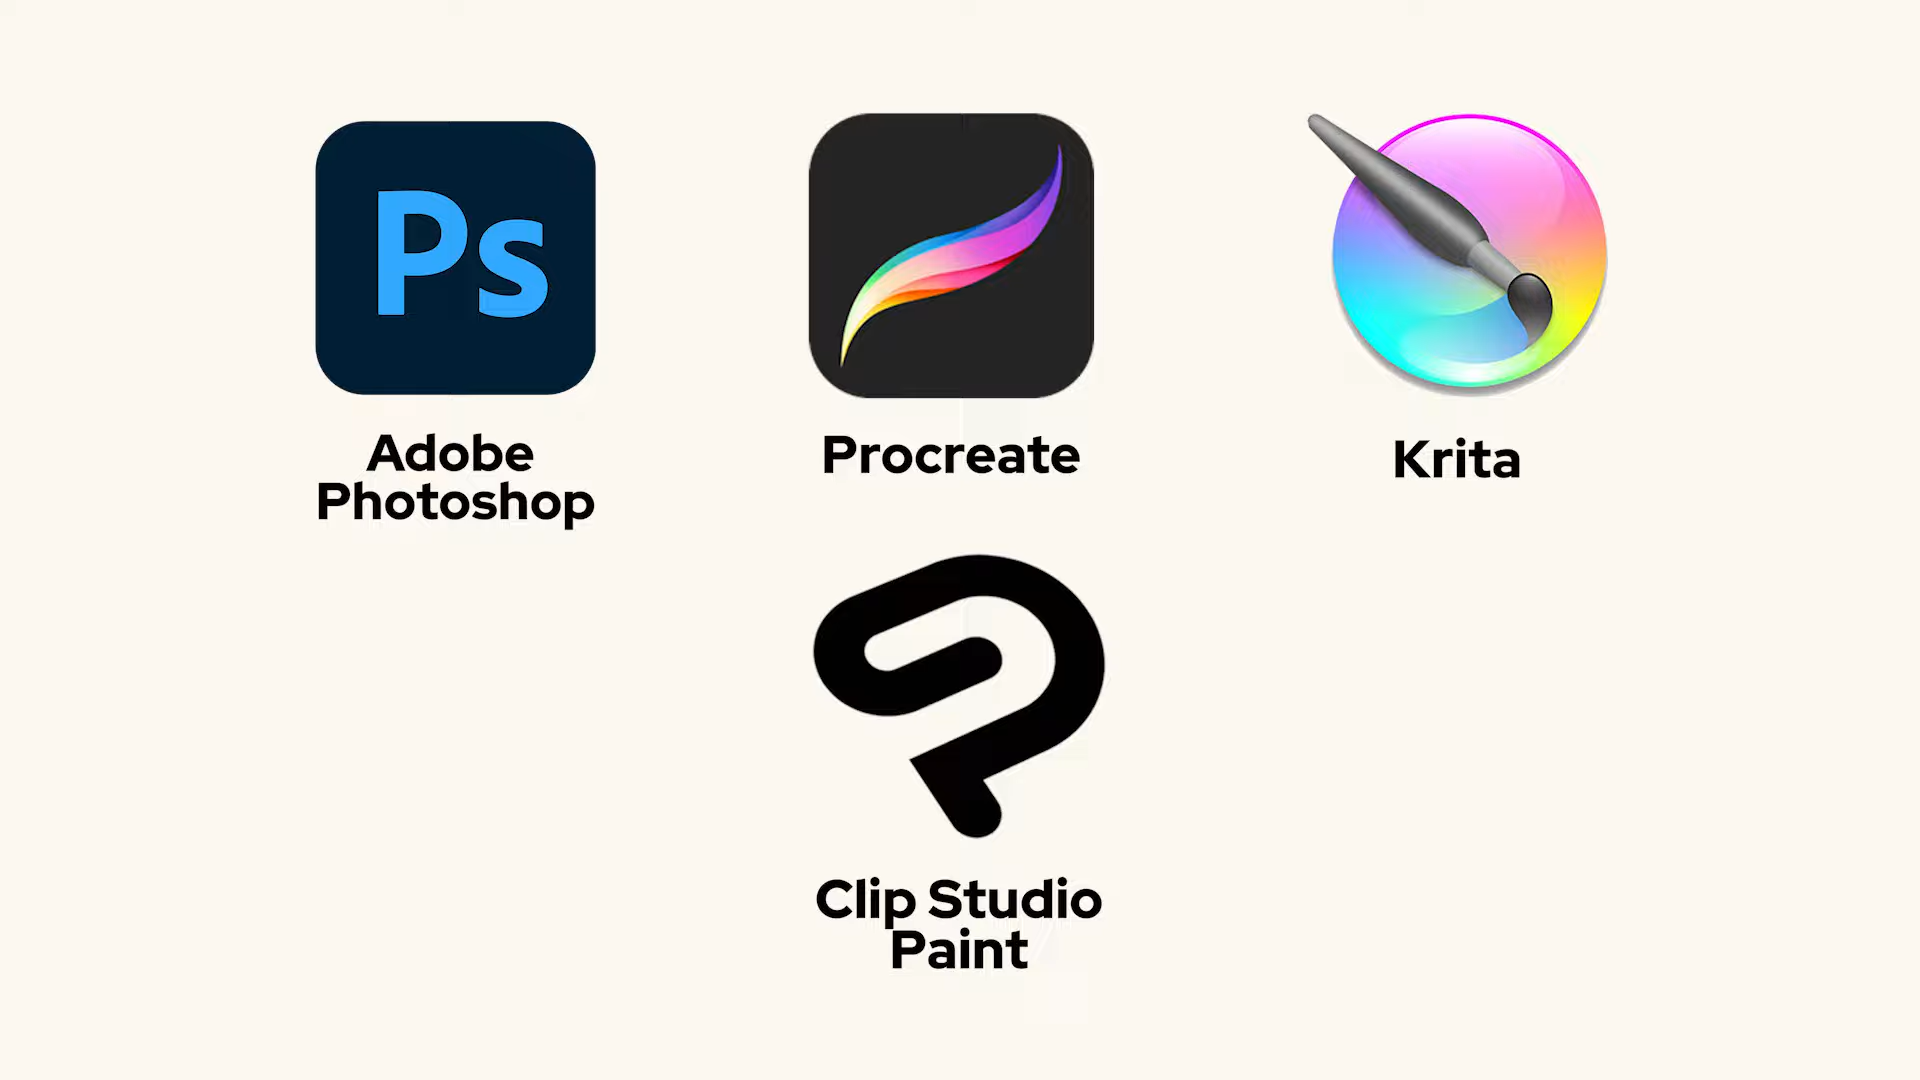 Ps
Adobe
Photoshop
Procreate
Krita
Clip Studio
Paint